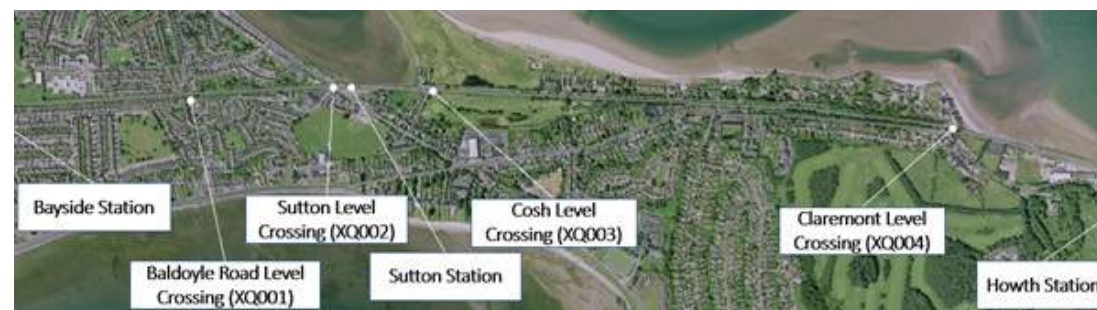 Bayside Station
Baldoyle Road Level
Crossing (XQ001)
Sutton Level
Crossing (XQ002)
Sutton Station
Cosh Level
Crossing (XQ003)
Claremont Level
Crossing (XQ004)
Howth Station